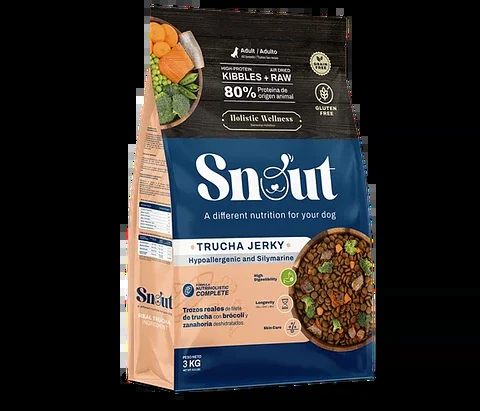 Adult / Adulto
HIGH-PROTEIN AIR DRIED
KIBBLES + RAW
80% Proteína de
origen animal
GRAIN
FREE
GLUTEN
FREE
Holistic Wellness
Snout
A different nutrition for your dog
TRUCHA JERKY
Hypoallergenic and Silymarine
High
Digestibility
FÓRMULA
NUTRIHOLISTIC
COMPLETE
Longevity
Trozos reales de filete
de trucha con brócoli y
zanahoria deshidratados.
Skin Care
PESO NETO
3 KG
Snout